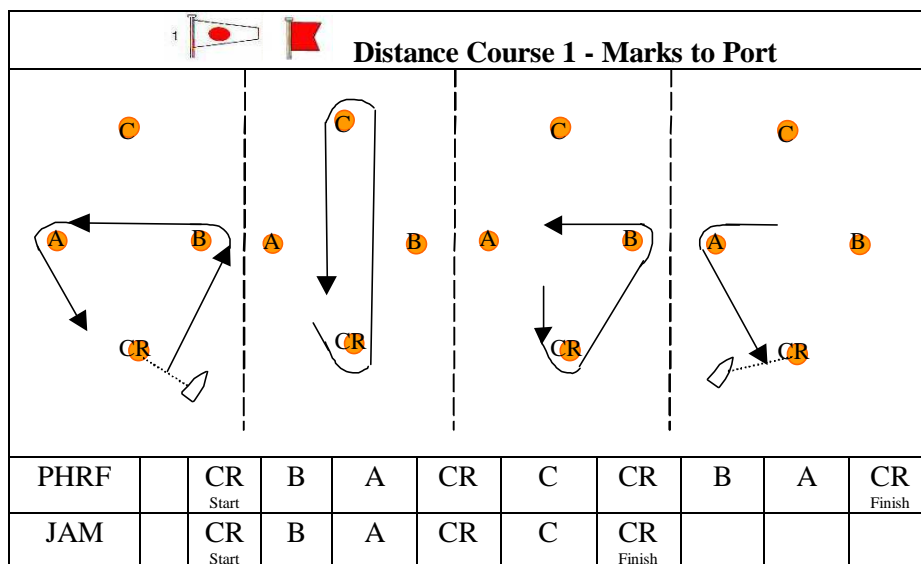 1
Distance Course 1 - Marks to Port
C
A
B
CR
C
A
B
CR
C
A
B
CR
C
A
B
CR
PHRF CR B A CR C CR B A CR
Start Finish
JAM CR B A CR C CR
Start Finish